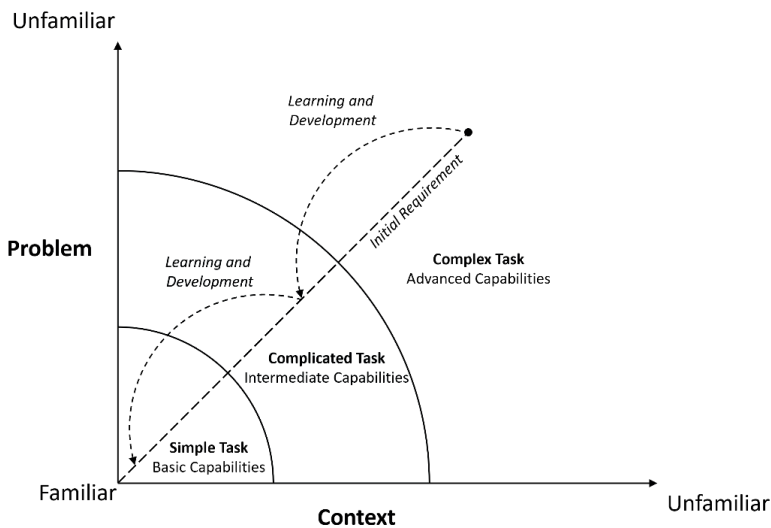 Unfamiliar
Learning and
Development
Initial Requirement
Problem
Complex Task
Advanced Capabilities
Learning and
Development
Complicated Task
Intermediate Capabilities
Simple Task
Basic Capabilities
Familiar
Unfamiliar
Context